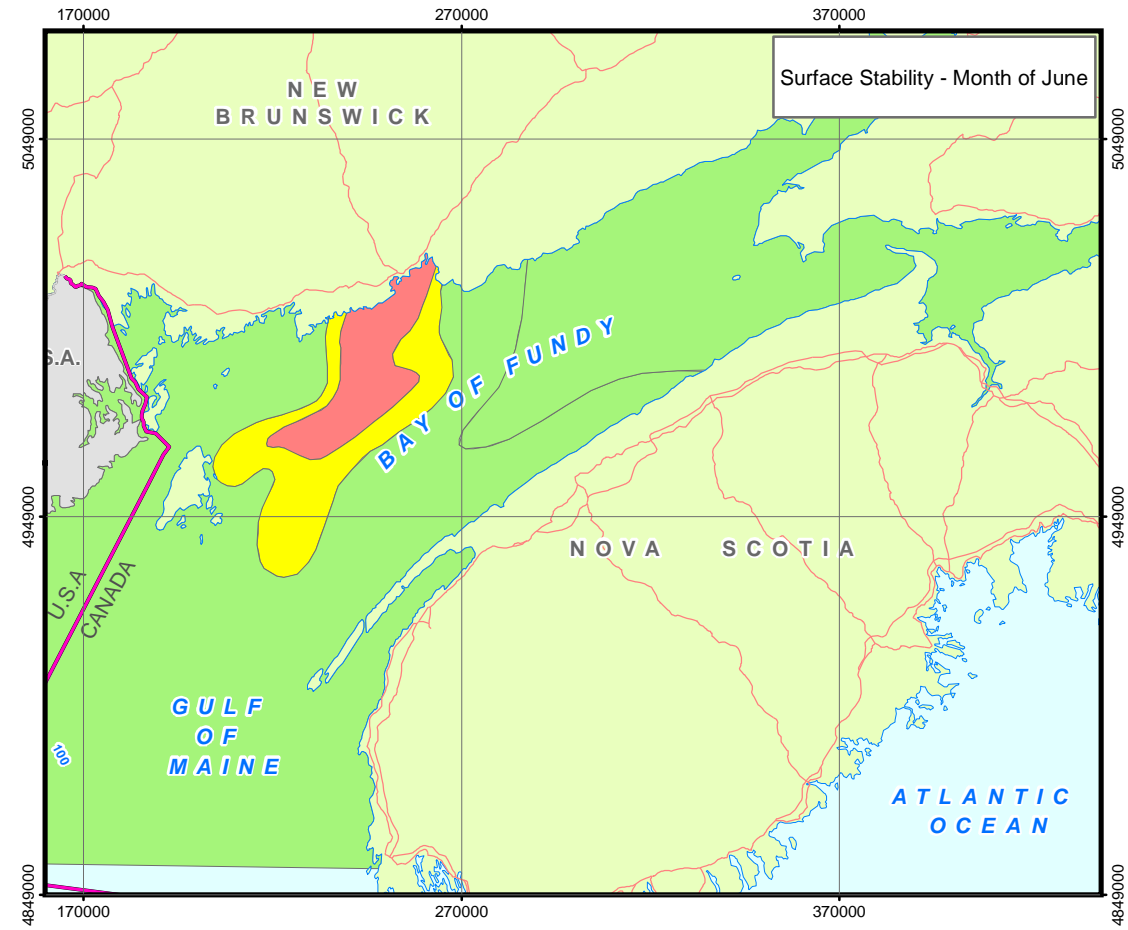 170000 270000 370000
Surface Stability - Month of June
NEW
BRUNSWICK
5049000 5049000
S.A.
BAY OF FUNDY
4949000 4949000
NOVA SCOTIA
U.S.A
CANADA
GULF
OF
MAINE
100
ATLANTIC
OCEAN
4849000 4849000
170000 270000 370000